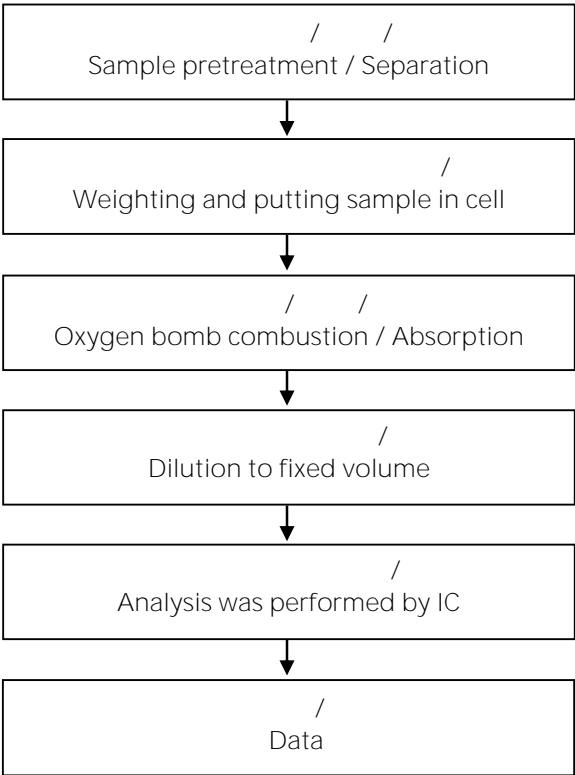 / /
Sample pretreatment / Separation
/
Weighting and putting sample in cell
/ /
Oxygen bomb combustion / Absorption
/
Dilution to fixed volume
/
Analysis was performed by IC
/
Data